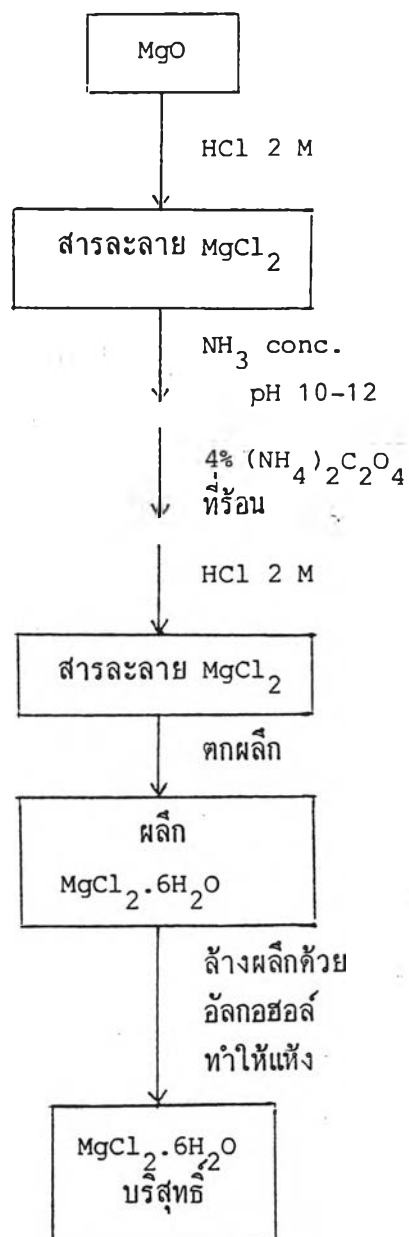 MgO
HCl 2 M
สารละลาย MgCl₂
NH₃ conc.
pH 10-12
4% (NH₄)₂C₂O₄
ที่ร้อน
HCl 2 M
สารละลาย MgCl₂
ตกผลึก
ผลึก
MgCl₂.6H₂O
ล้างผลึกด้วย
อัลกอฮอล์
ทำให้แห้ง
MgCl₂.6H₂O
บริสุทธิ์